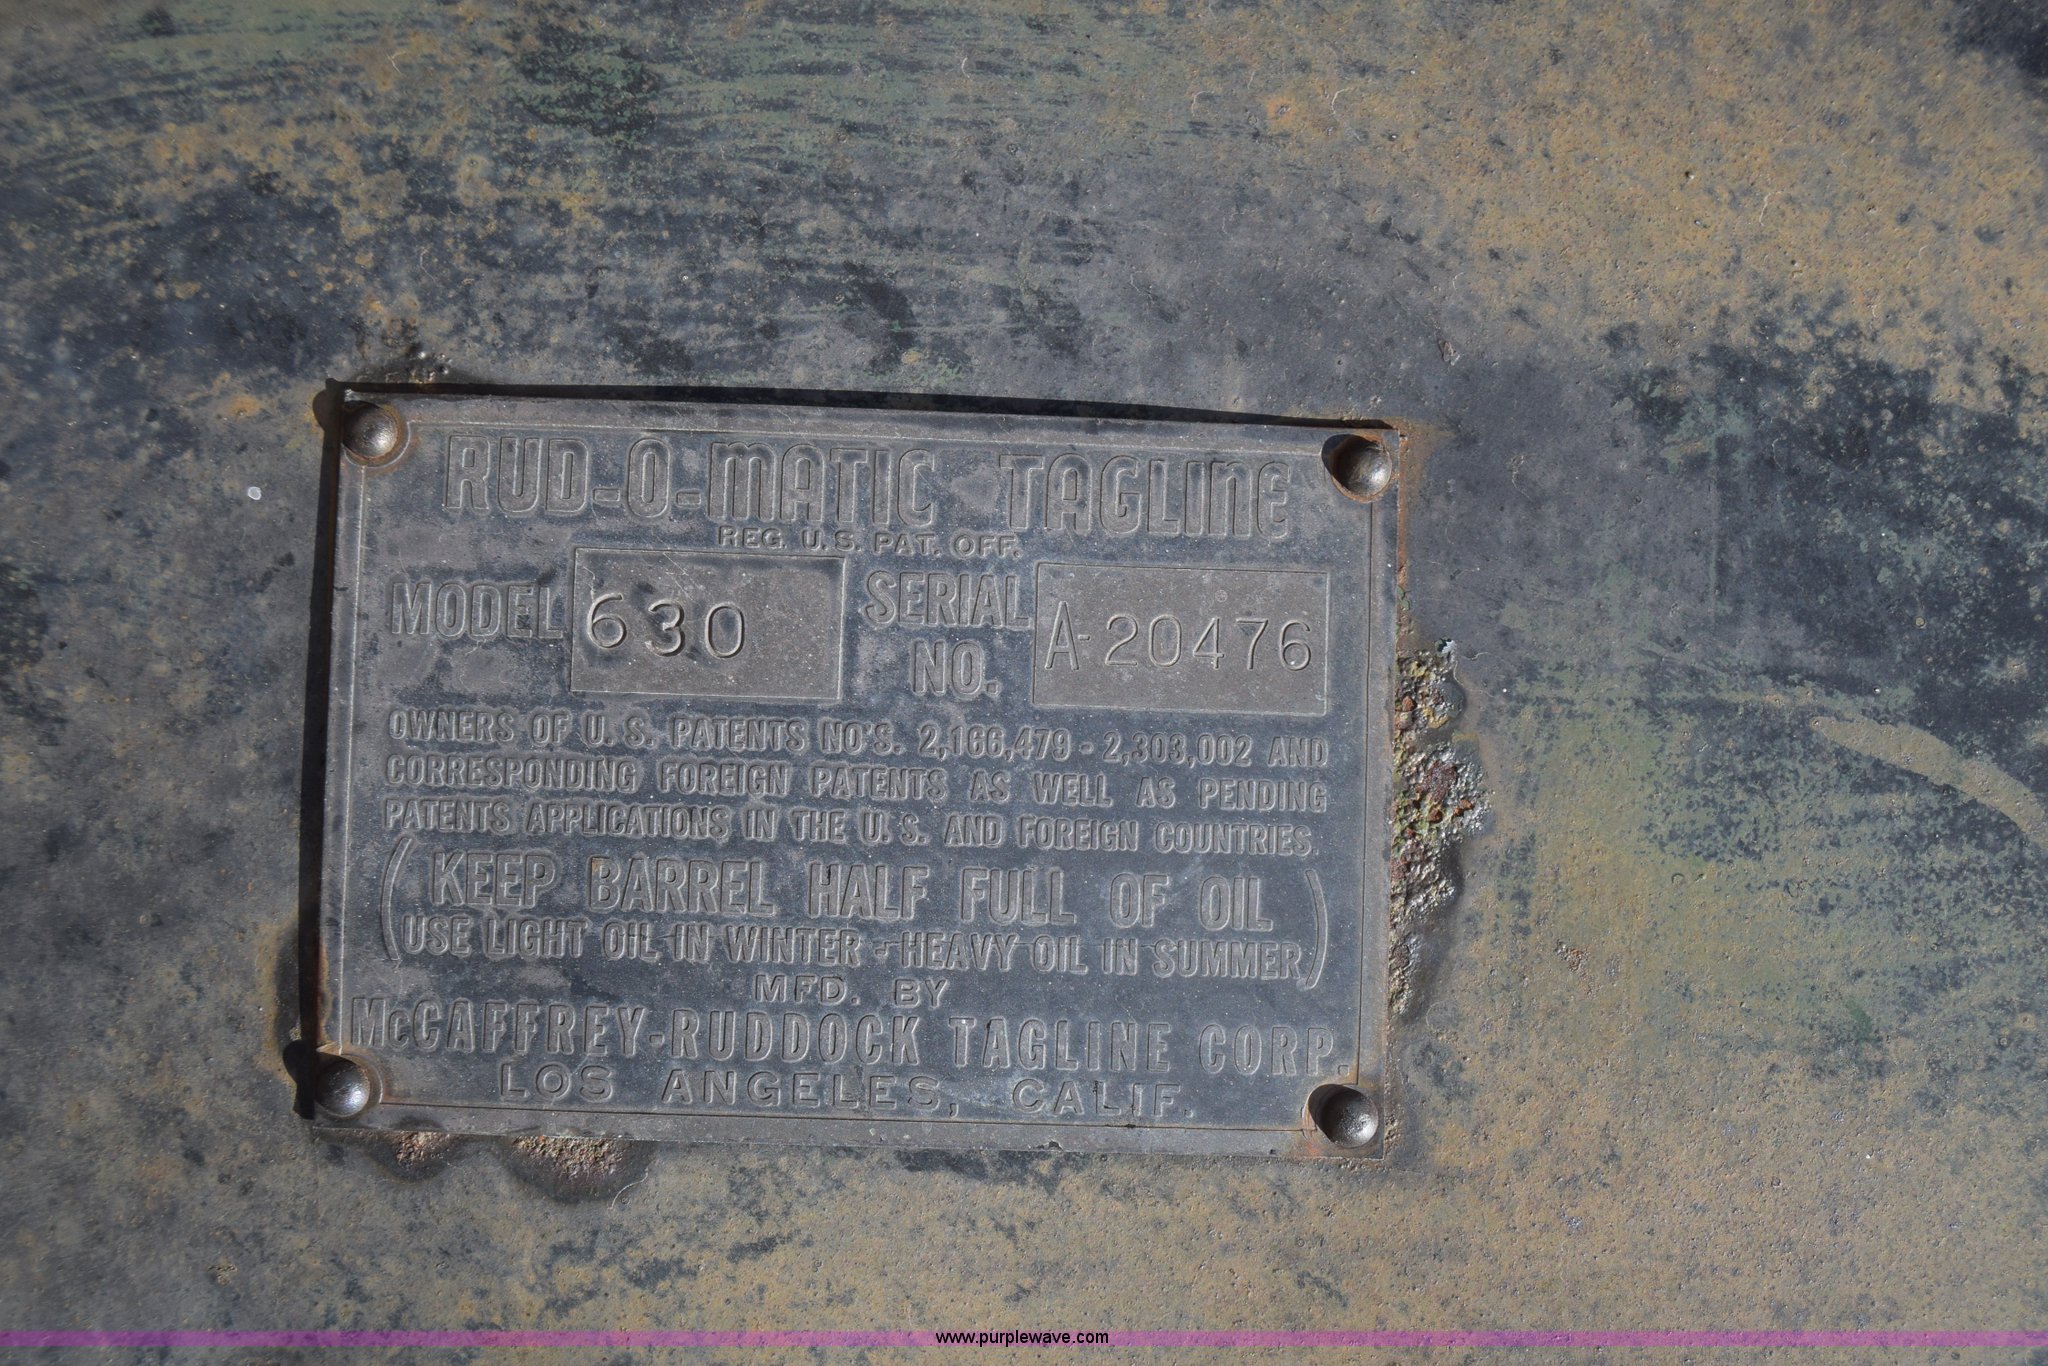 RUD-O-MATIC TAGLINE
REG. U.S. PAT. OFF.
MODEL 630 SERIAL NO. A-20476
OWNERS OF U. S. PATENTS NO'S. 2,166,479 - 2,303,002 AND
CORRESPONDING FOREIGN PATENTS AS WELL AS PENDING
PATENTS APPLICATIONS IN THE U. S. AND FOREIGN COUNTRIES.
(KEEP BARREL HALF FULL OF OIL
USE LIGHT OIL IN WINTER - HEAVY OIL IN SUMMER)
MFD. BY
McCAFFREY-RUDDOCK TAGLINE CORP.
LOS ANGELES, CALIF.
www.purplewave.com